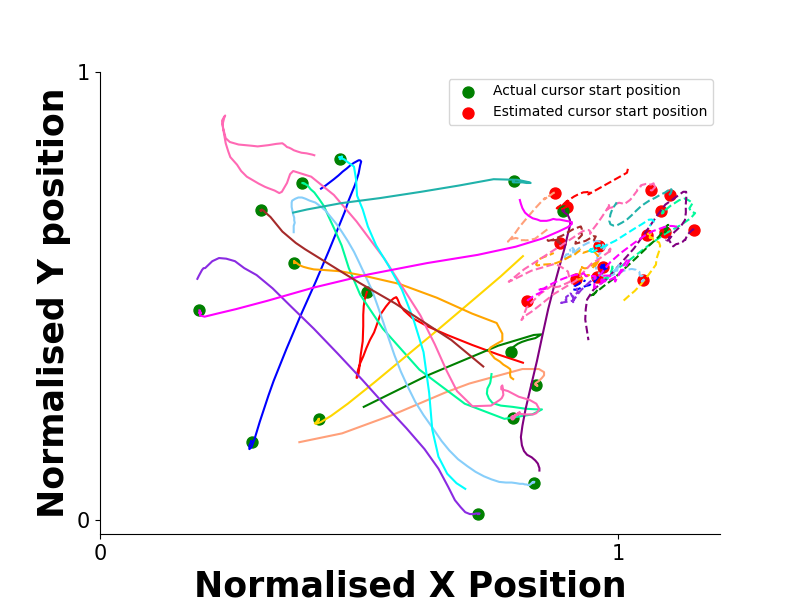 1
Actual cursor start position
Estimated cursor start position
Normalised Y position
0
0
1
Normalised X Position